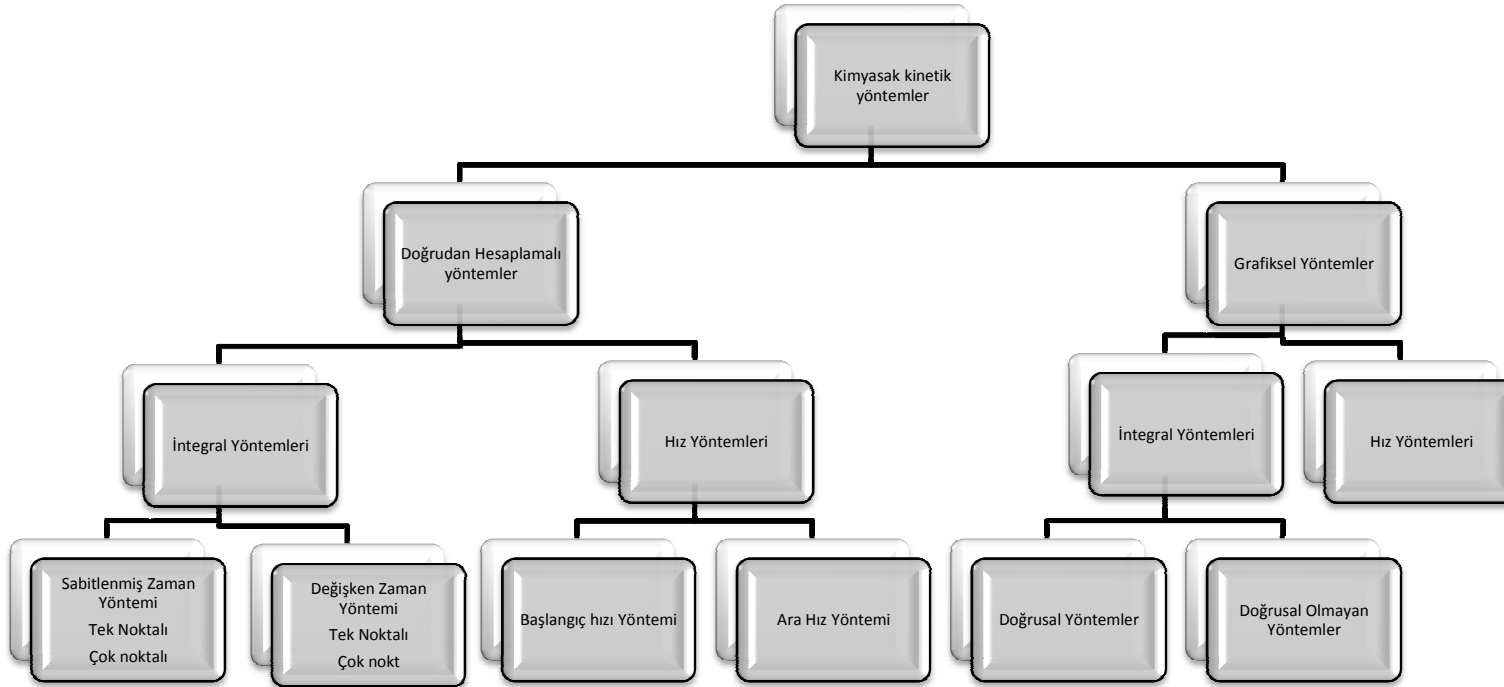 Kimyasak kinetik
yöntemler
Doğrudan Hesaplamalı
yöntemler
Grafiksel Yöntemler
İntegral Yöntemleri
Hız Yöntemleri
İntegral Yöntemleri
Hız Yöntemleri
Sabitlenmiş Zaman
Yöntemi
Tek Noktalı
Çok noktalı
Değişken Zaman
Yöntemi
Tek Noktalı
Çok nokt
Başlangıç hızı Yöntemi
Ara Hız Yöntemi
Doğrusal Yöntemler
Doğrusal Olmayan
Yöntemler